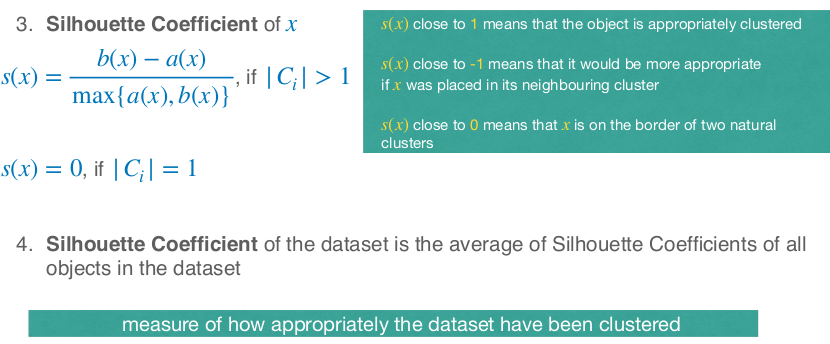 3. Silhouette Coefficient of x
s(x) = b(x) − a(x) / max{a(x), b(x)}, if |C_i| > 1
s(x) = 0, if |C_i| = 1
s(x) close to 1 means that the object is appropriately clustered
s(x) close to -1 means that it would be more appropriate
if x was placed in its neighbouring cluster
s(x) close to 0 means that x is on the border of two natural
clusters
4. Silhouette Coefficient of the dataset is the average of Silhouette Coefficients of all
objects in the dataset
measure of how appropriately the dataset have been clustered